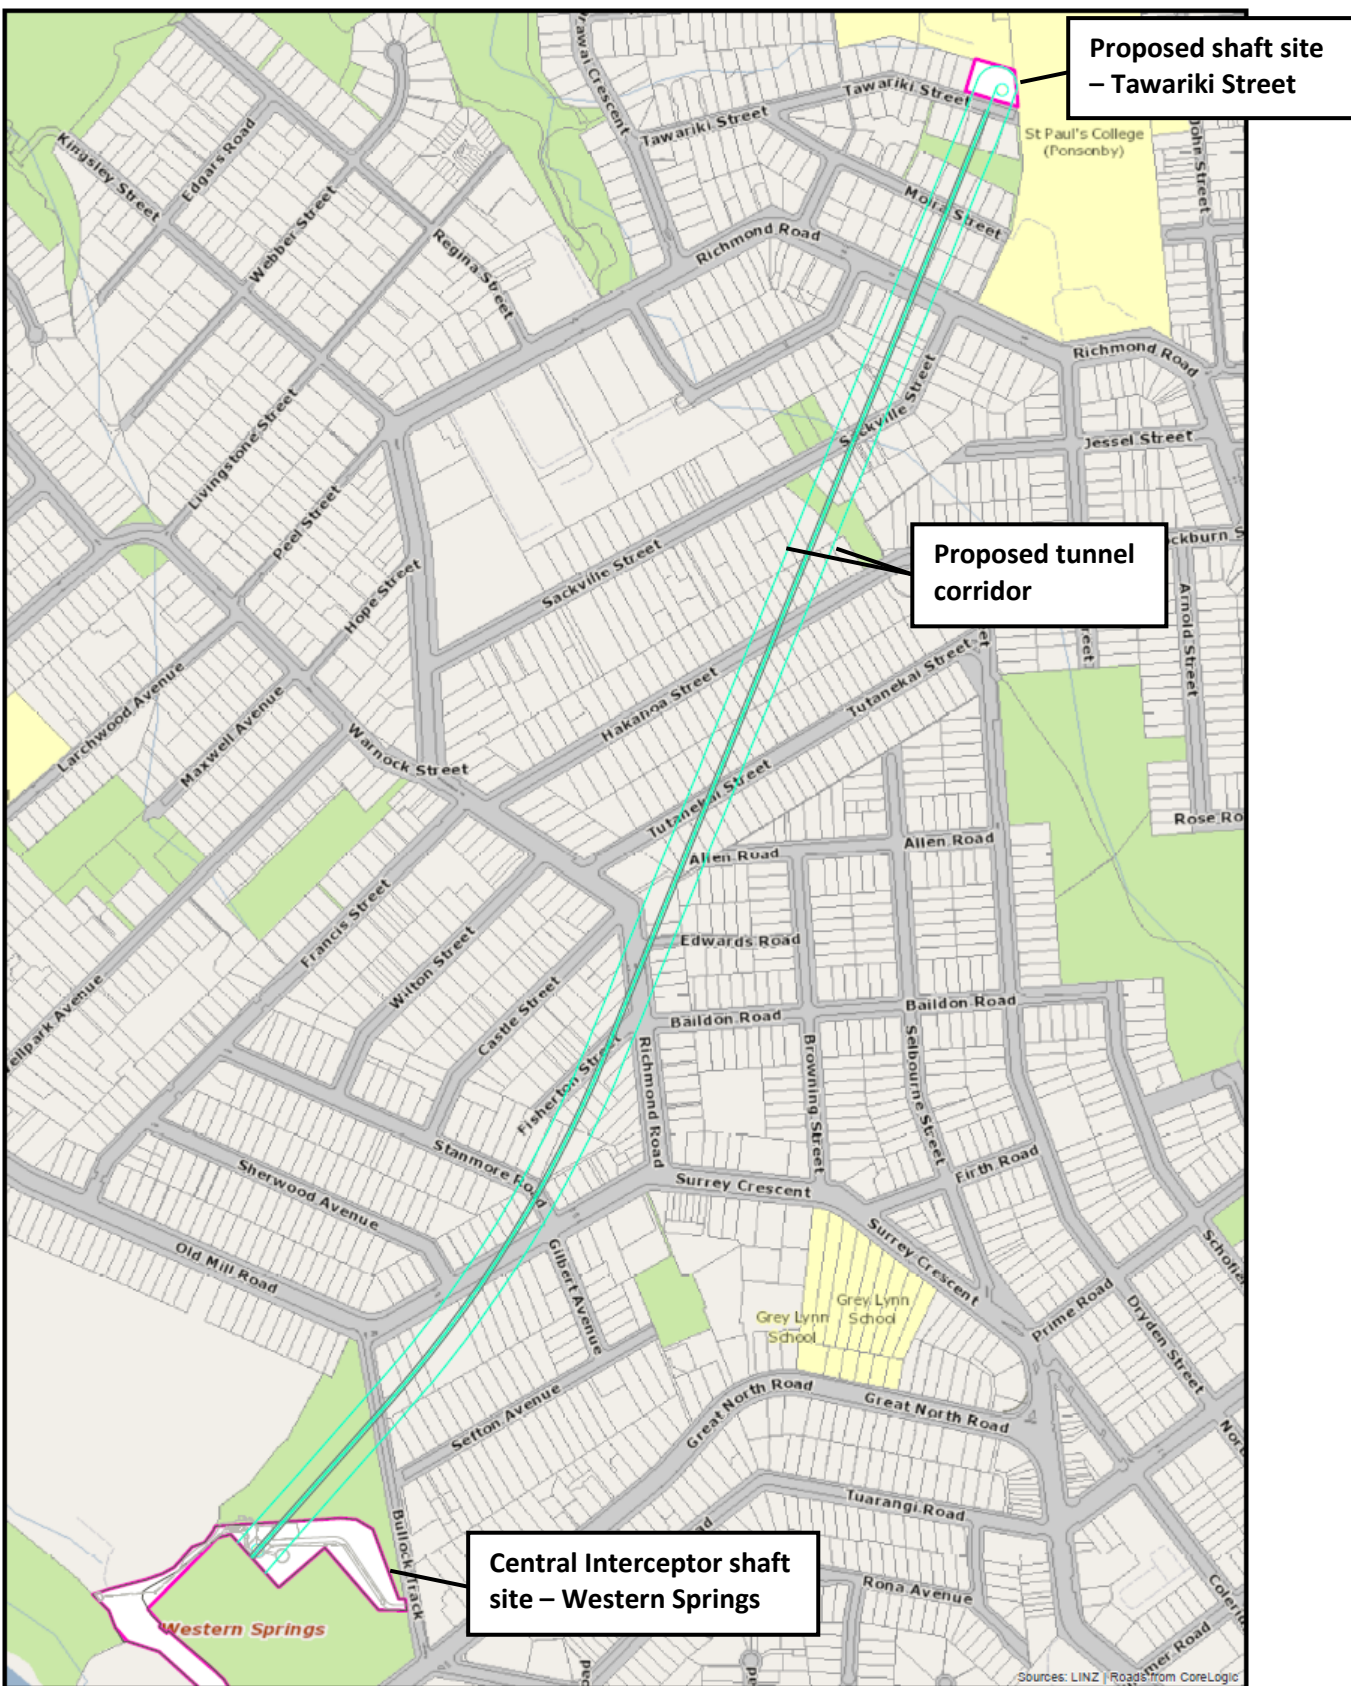 Proposed shaft site
– Tawariki Street
Tawariki Street
Tawariki Street
St Paul's College
(Ponsonby)
John Street
Kingsley Street
Edgars Road
Webber Street
Regina Street
Moira Street
Richmond Road
Richmond Road
Jessel Street
Sackville Street
Livingstone Street
Peel Street
Hope Street
Sackville Street
Proposed tunnel
corridor
Arnold Street
Larchwood Avenue
Maxwell Avenue
Warnock Street
Hakanoa Street
Tutanekai Street
Tutanekai Street
Rose Ro
Allen Road
Allen Road
Francis Street
Wilton Street
Castle Street
Edwards Road
Baildon Road
Baildon Road
Fisherton Street
Richmond Road
Browning Street
Selbourne Street
Firth Road
Stanmore Road
Sherwood Avenue
Surrey Crescent
Surrey Crescent
Old Mill Road
Gilbert Avenue
Grey Lynn
School
Grey Lynn
School
Prime Road
Dryden Street
Sefton Avenue
Great North Road
Great North Road
Tuarangi Road
Bullock Track
Central Interceptor shaft
site – Western Springs
Rona Avenue
Western Springs
Sources: LINZ | Roads from CoreLogic